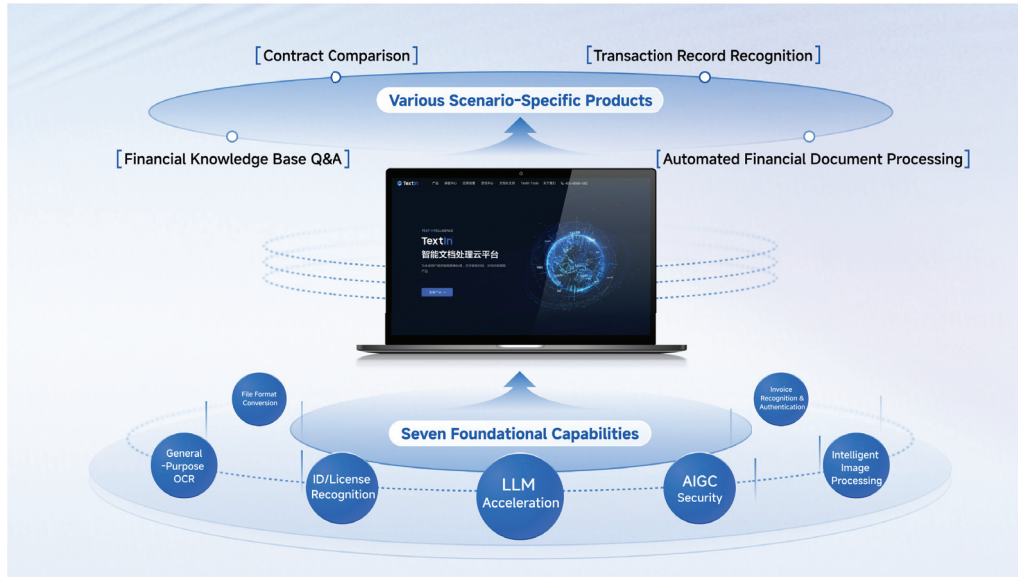 [Contract Comparison]
[Transaction Record Recognition]
Various Scenario-Specific Products
[Financial Knowledge Base Q&A]
[Automated Financial Document Processing]
TextIn
TextIn
智能文档处理云平台
File Format
Conversion
Invoice
Recognition &
Authentication
Seven Foundational Capabilities
General
-Purpose
OCR
ID/License
Recognition
LLM
Acceleration
AIGC
Security
Intelligent
Image
Processing